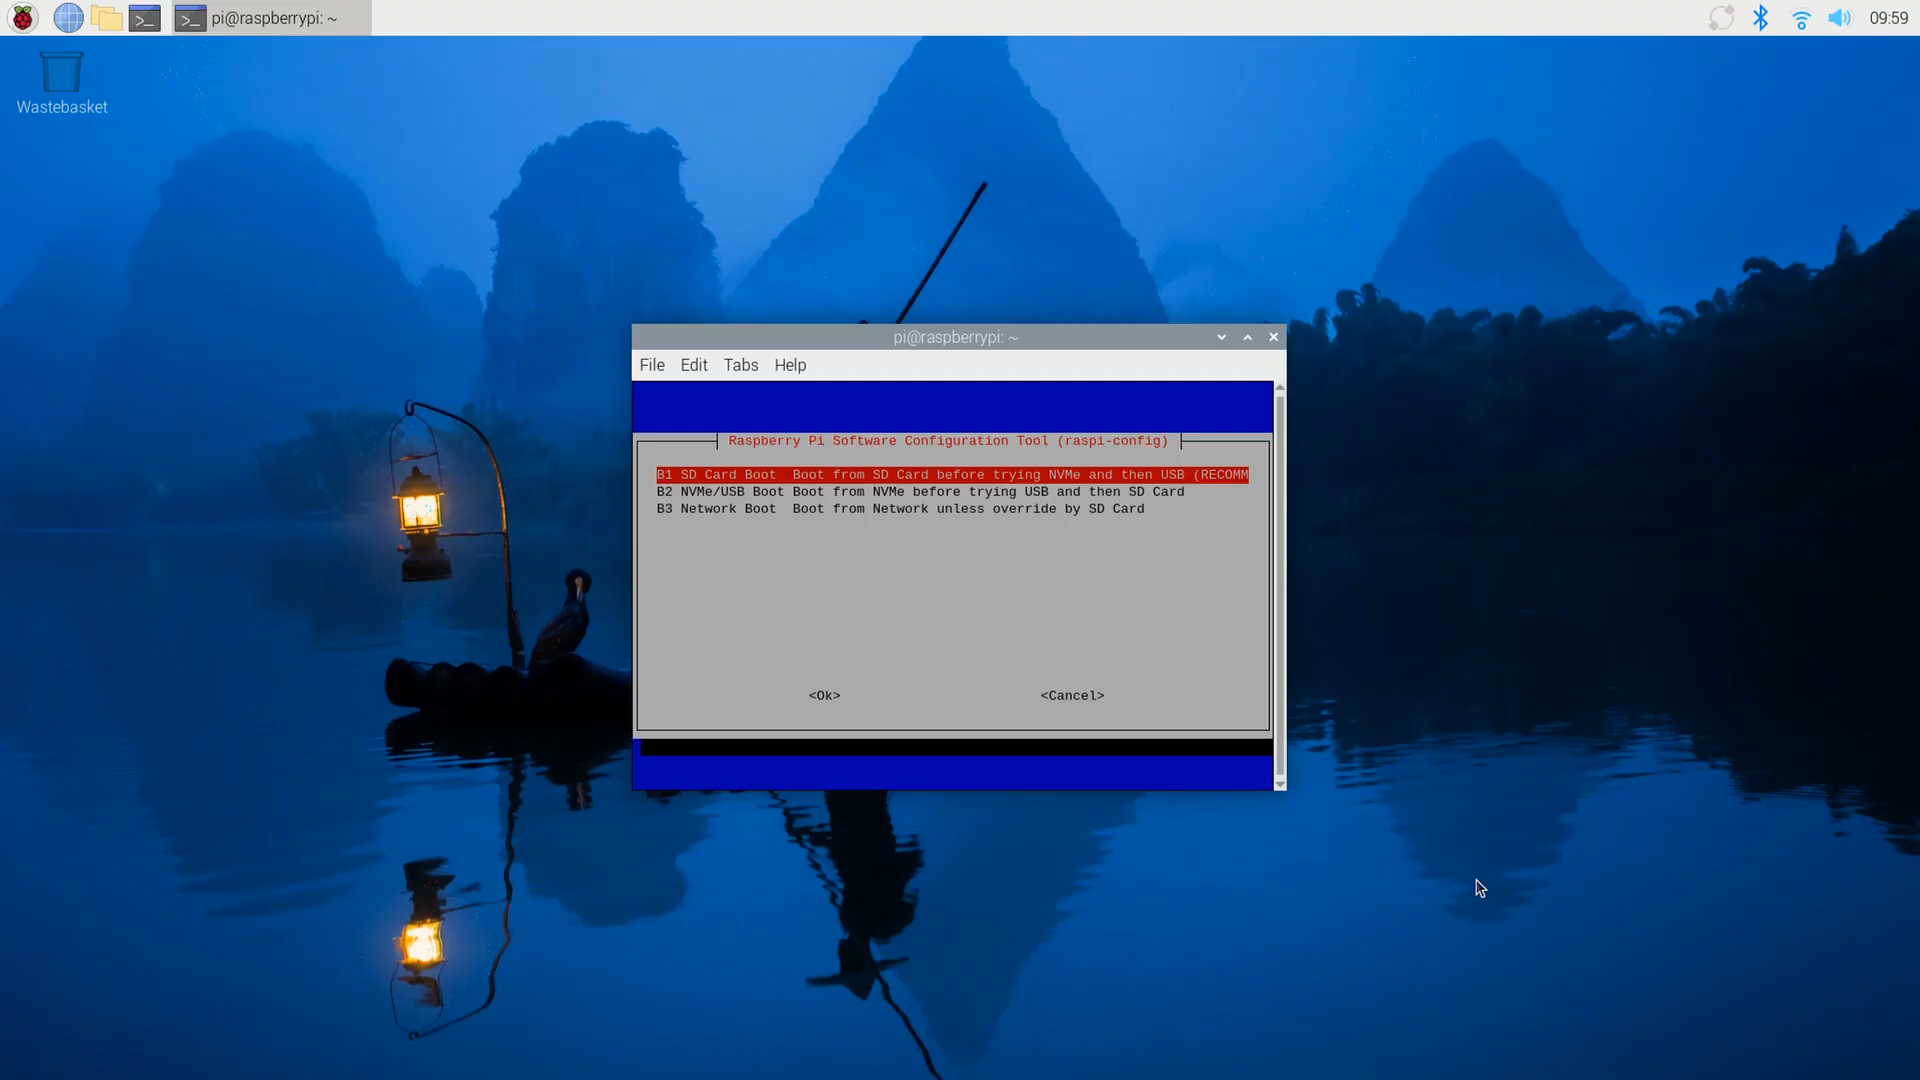 pi@raspberrypi: ~
09:59
Wastebasket
pi@raspberrypi: ~
File Edit Tabs Help
Raspberry Pi Software Configuration Tool (raspi-config)
B1 SD Card Boot Boot from SD Card before trying NVMe and then USB (RECOMM
B2 NVMe/USB Boot Boot from NVMe before trying USB and then SD Card
B3 Network Boot Boot from Network unless override by SD Card
<Ok> <Cancel>